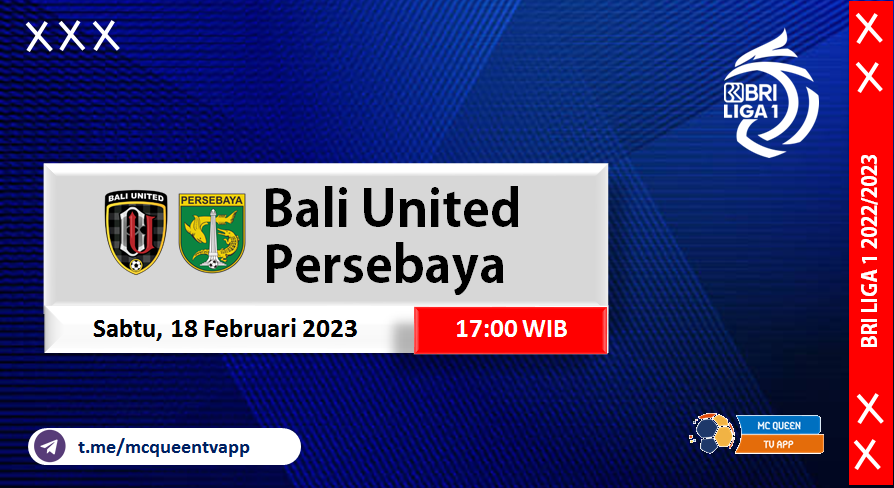 X X X
BRI
LIGA 1
BALI UNITED
PERSEBAYA
Bali United
Persebaya
Sabtu, 18 Februari 2023
17:00 WIB
t.me/mcqueentvapp
MC QUEEN
TV APP
X
X
BRI LIGA 1 2022/2023
X
X